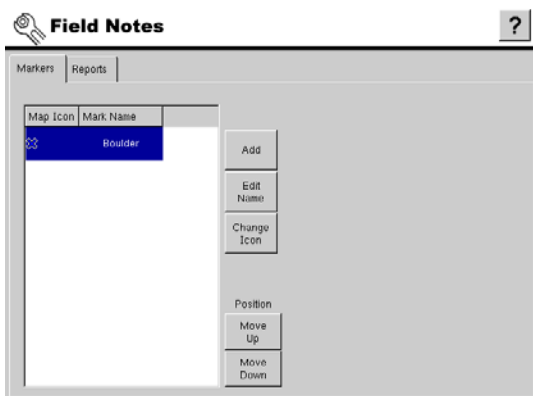 Field Notes
?
Markers
Reports
Map Icon
Mark Name
Boulder
Add
Edit
Name
Change
Icon
Position
Move
Up
Move
Down